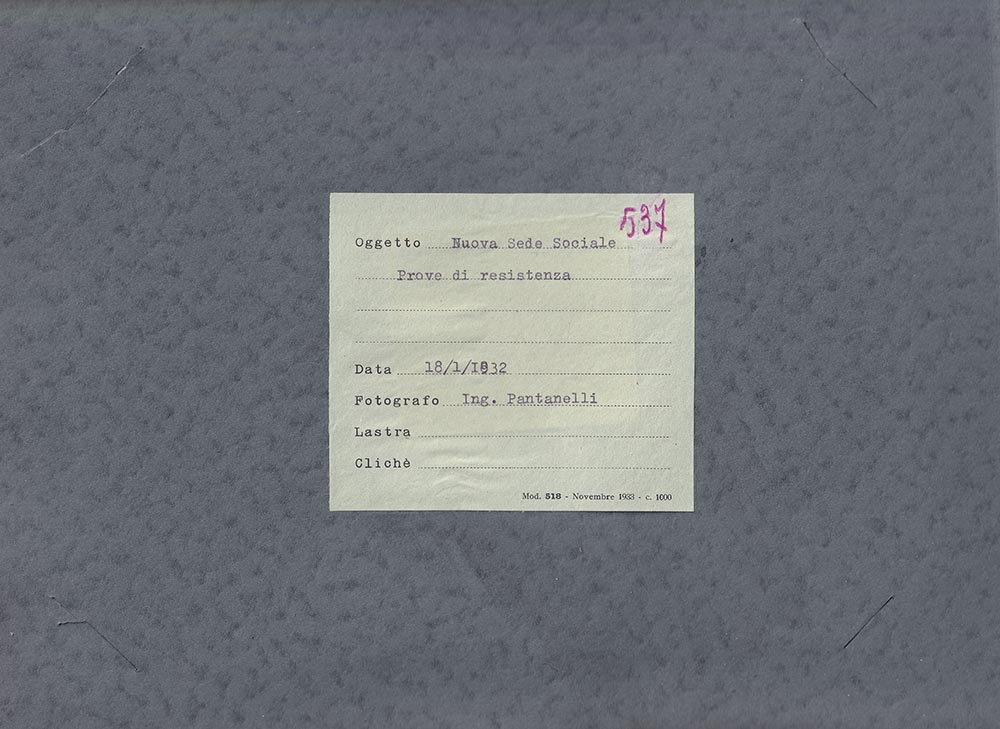 537
Oggetto Nuova Sede Sociale
Prove di resistenza
Data 18/1/1932
Fotografo Ing. Pantanelli
Lastra
Clichè
Mod. 518 - Novembre 1933 - c. 1000